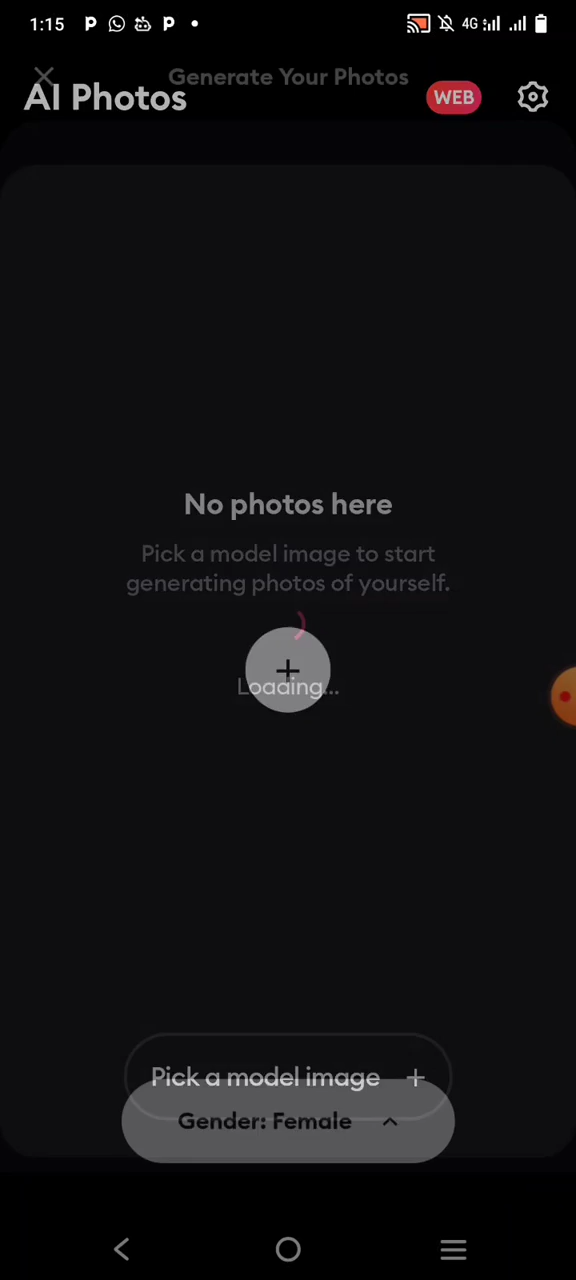 1:15
4G
Generate Your Photos
AI Photos
WEB
No photos here
Pick a model image to start
generating photos of yourself.
Loading...
Pick a model image +
Gender: Female